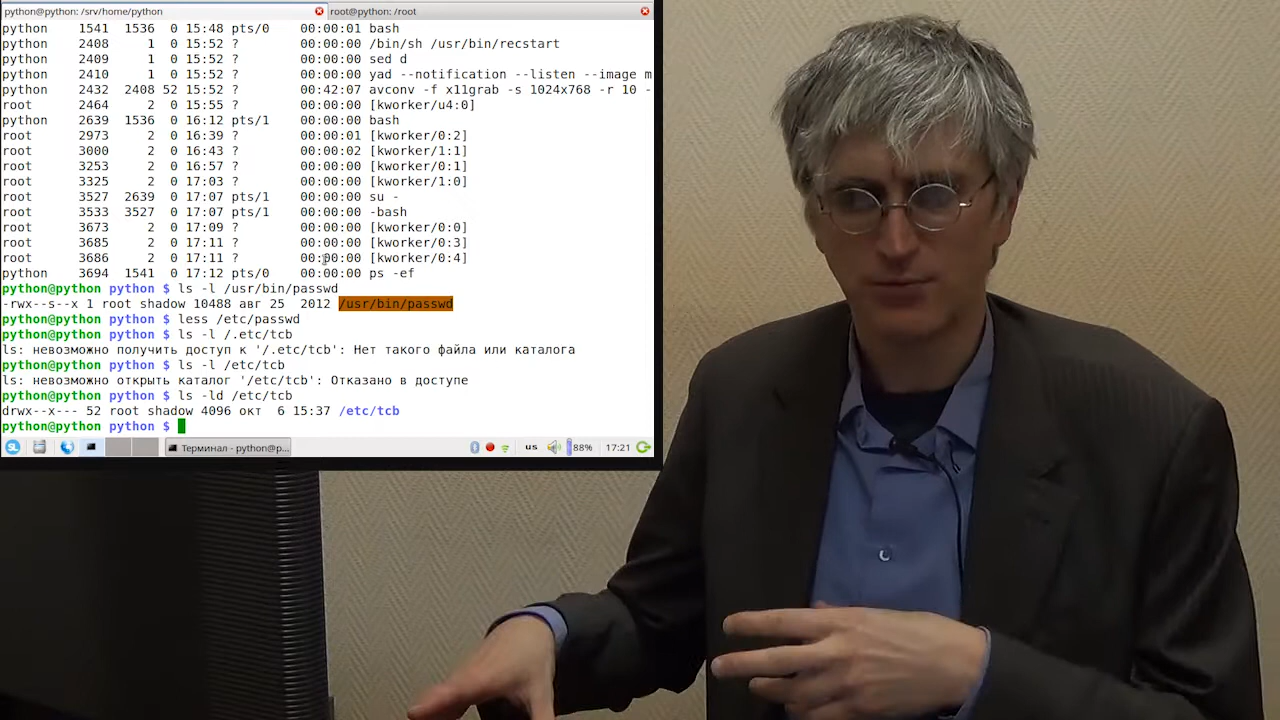 python@python: /srv/home/python
root@python: /root
python 1541 1536 0 15:48 pts/0 00:00:01 bash
python 2408 1 0 15:52 ? 00:00:00 /bin/sh /usr/bin/recstart
python 2409 1 0 15:52 ? 00:00:00 sed d
python 2410 1 0 15:52 ? 00:00:00 yad --notification --listen --image m
python 2432 2408 52 15:52 ? 00:42:07 avconv -f x11grab -s 1024x768 -r 10 -
root 2464 2 0 15:55 ? 00:00:00 [kworker/u4:0]
python 2639 1536 0 16:12 pts/1 00:00:00 bash
root 2973 2 0 16:39 ? 00:00:01 [kworker/0:2]
root 3000 2 0 16:43 ? 00:00:02 [kworker/1:1]
root 3253 2 0 16:57 ? 00:00:00 [kworker/0:1]
root 3325 2 0 17:03 ? 00:00:00 [kworker/1:0]
root 3527 2639 0 17:07 pts/1 00:00:00 su -
root 3533 3527 0 17:07 pts/1 00:00:00 -bash
root 3673 2 0 17:09 ? 00:00:00 [kworker/0:0]
root 3685 2 0 17:11 ? 00:00:00 [kworker/0:3]
root 3686 2 0 17:11 ? 00:00:00 [kworker/0:4]
python 3694 1541 0 17:12 pts/0 00:00:00 ps -ef
python@python python $ ls -l /usr/bin/passwd
-rwx--s--x 1 root shadow 10488 авг 25 2012 /usr/bin/passwd
python@python python $ less /etc/passwd
python@python python $ ls -l /.etc/tcb
ls: невозможно получить доступ к '/.etc/tcb': Нет такого файла или каталога
python@python python $ ls -l /etc/tcb
ls: невозможно открыть каталог '/etc/tcb': Отказано в доступе
python@python python $ ls -ld /etc/tcb
drwx--x--- 52 root shadow 4096 окт 6 15:37 /etc/tcb
python@python python $
SL Терминал - python@p... us 88% 17:21